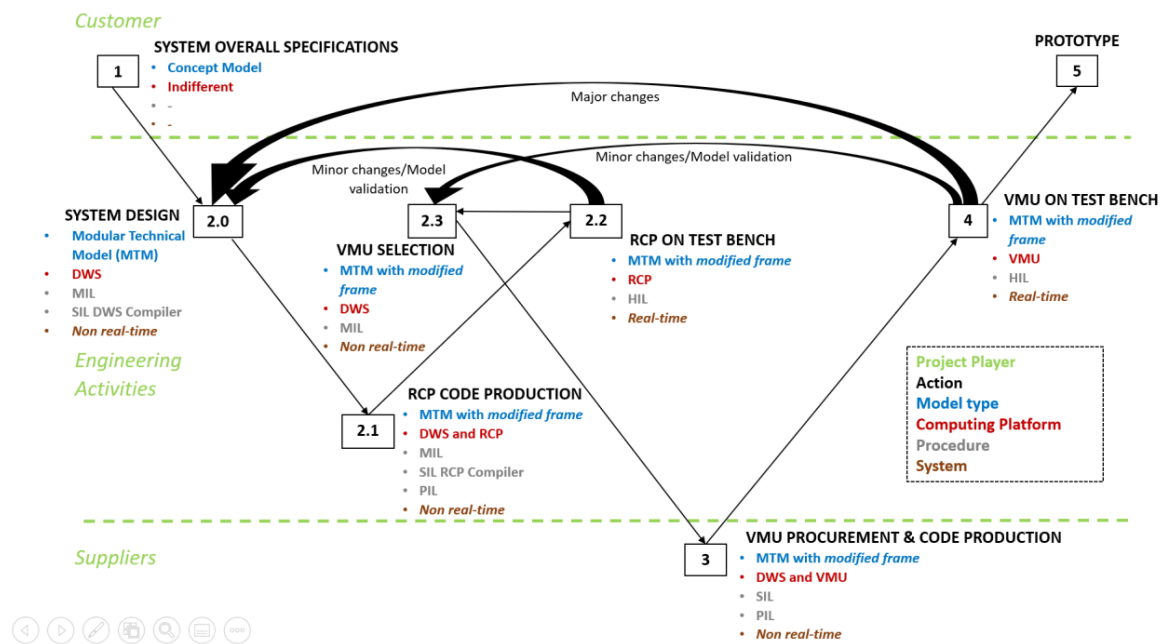 Customer
SYSTEM OVERALL SPECIFICATIONS
1
• Concept Model
• Indifferent
• -
• -
PROTOTYPE
5
Major changes
Minor changes/Model
validation
Minor changes/Model validation
SYSTEM DESIGN
2.0
• Modular Technical
Model (MTM)
• DWS
• MIL
• SIL DWS Compiler
• Non real-time
2.3
VMU SELECTION
• MTM with modified
frame
• DWS
• MIL
• Non real-time
2.2
RCP ON TEST BENCH
• MTM with modified frame
• RCP
• HIL
• Real-time
4
VMU ON TEST BENCH
• MTM with modified
frame
• VMU
• HIL
• Real-time
Engineering
Activities
RCP CODE PRODUCTION
2.1
• MTM with modified frame
• DWS and RCP
• MIL
• SIL RCP Compiler
• PIL
• Non real-time
Project Player
Action
Model type
Computing Platform
Procedure
System
Suppliers
VMU PROCUREMENT & CODE PRODUCTION
3
• MTM with modified frame
• DWS and VMU
• SIL
• PIL
• Non real-time